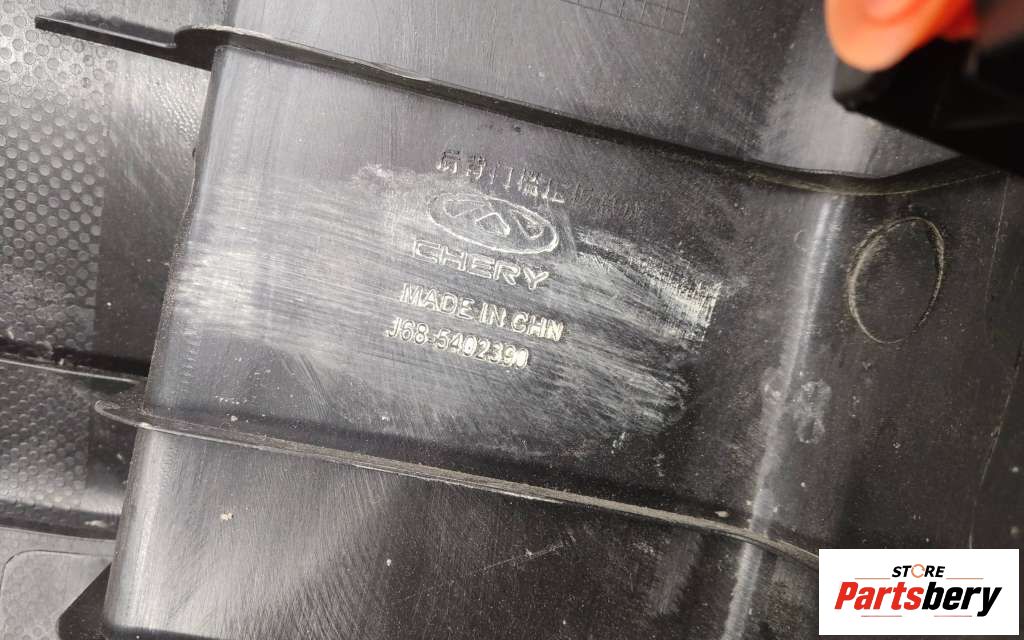 CHERY
MADE IN CHN
J68-5402390
STORE
Partsbery